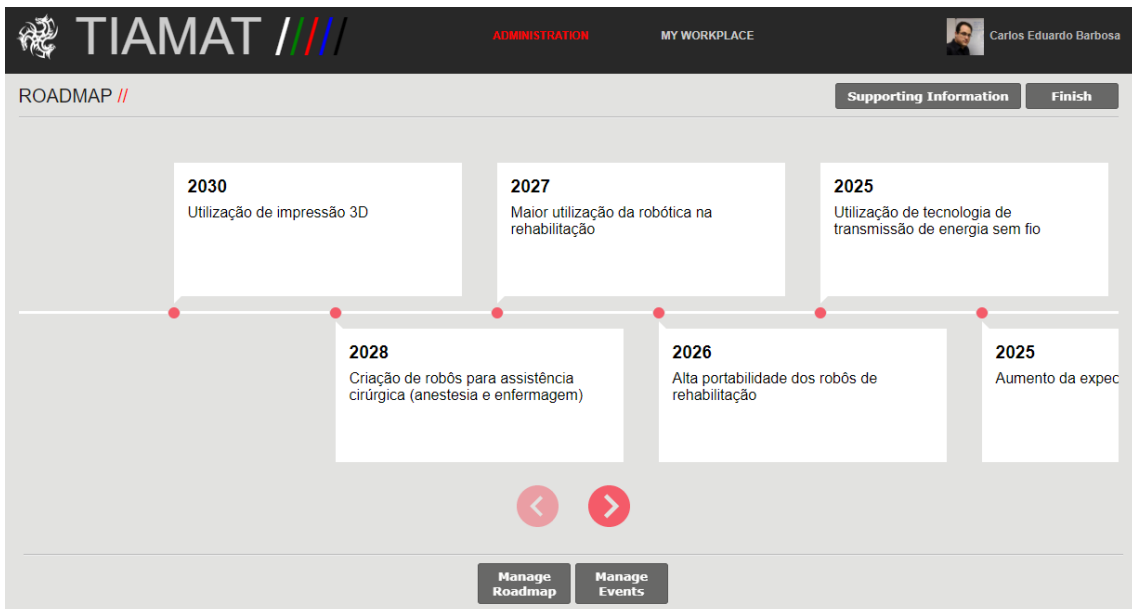 TIAMAT /////
ADMINISTRATION
MY WORKPLACE
Carlos Eduardo Barbosa
ROADMAP //
Supporting Information
Finish
2030
Utilização de impressão 3D
2027
Maior utilização da robótica na
rehabilitação
2025
Utilização de tecnologia de
transmissão de energia sem fio
2028
Criação de robôs para assistência
cirúrgica (anestesia e enfermagem)
2026
Alta portabilidade dos robôs de
rehabilitação
2025
Aumento da expec
Manage
Roadmap
Manage
Events